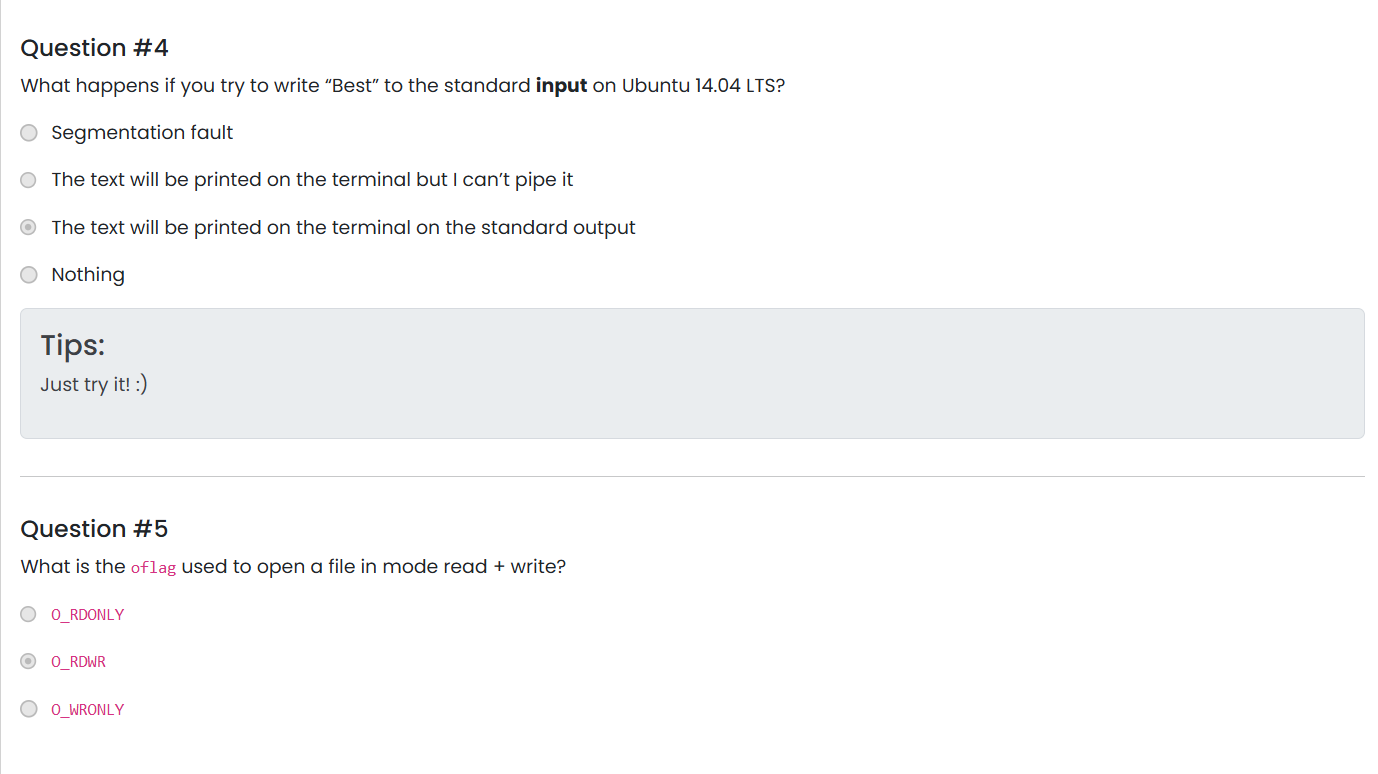 Question #4
What happens if you try to write “Best” to the standard input on Ubuntu 14.04 LTS?
Segmentation fault
The text will be printed on the terminal but I can’t pipe it
The text will be printed on the terminal on the standard output
Nothing
Tips:
Just try it! :)
Question #5
What is the oflag used to open a file in mode read + write?
O_RDONLY
O_RDWR
O_WRONLY